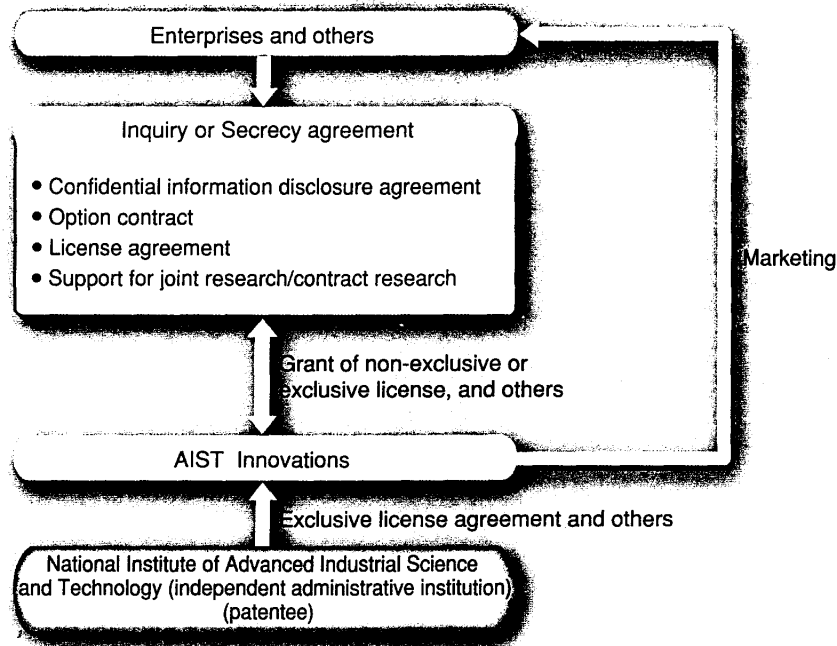 Enterprises and others
Inquiry or Secrecy agreement
• Confidential information disclosure agreement
• Option contract
• License agreement
• Support for joint research/contract research
Marketing
Grant of non-exclusive or
exclusive license, and others
AIST Innovations
Exclusive license agreement and others
National Institute of Advanced Industrial Science
and Technology (independent administrative institution)
(patentee)